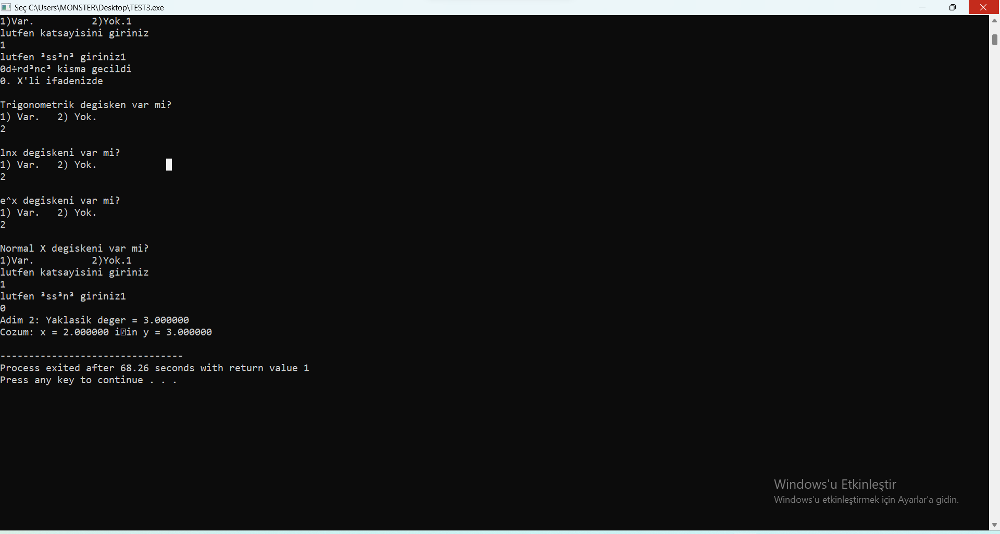 Seç C:\Users\MONSTER\Desktop\TEST3.exe
1)Var.          2)Yok.1
lutfen katsayisini giriniz
1
lutfen ³ss³n³ giriniz1
0d÷rd³nc³ kisma gecildi
0. X'li ifadenizde
Trigonometrik degisken var mi?
1) Var.   2) Yok.
2
lnx degiskeni var mi?
1) Var.   2) Yok.
2
e^x degiskeni var mi?
1) Var.   2) Yok.
2
Normal X degiskeni var mi?
1)Var.          2)Yok.1
lutfen katsayisini giriniz
1
lutfen ³ss³n³ giriniz1
0
Adim 2: Yaklasik deger = 3.000000
Cozum: x = 2.000000 i⍰in y = 3.000000
--------------------------------
Process exited after 68.26 seconds with return value 1
Press any key to continue . . .
Windows'u Etkinleştir
Windows'u etkinleştirmek için Ayarlar'a gidin.